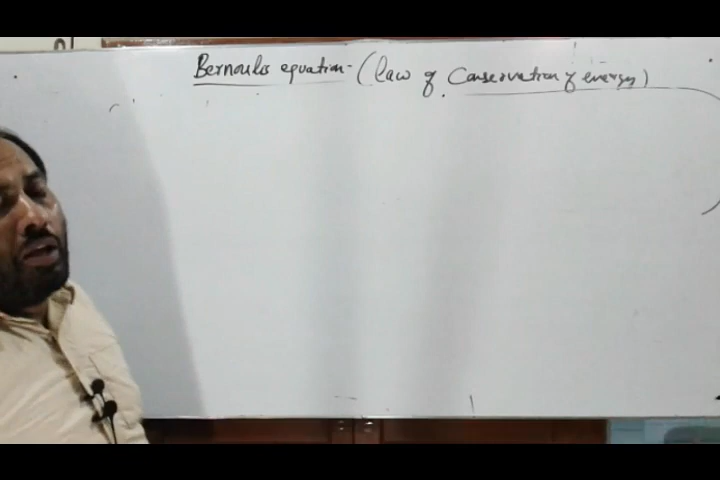 Bernoulis equation- (law of Conservation of energy)